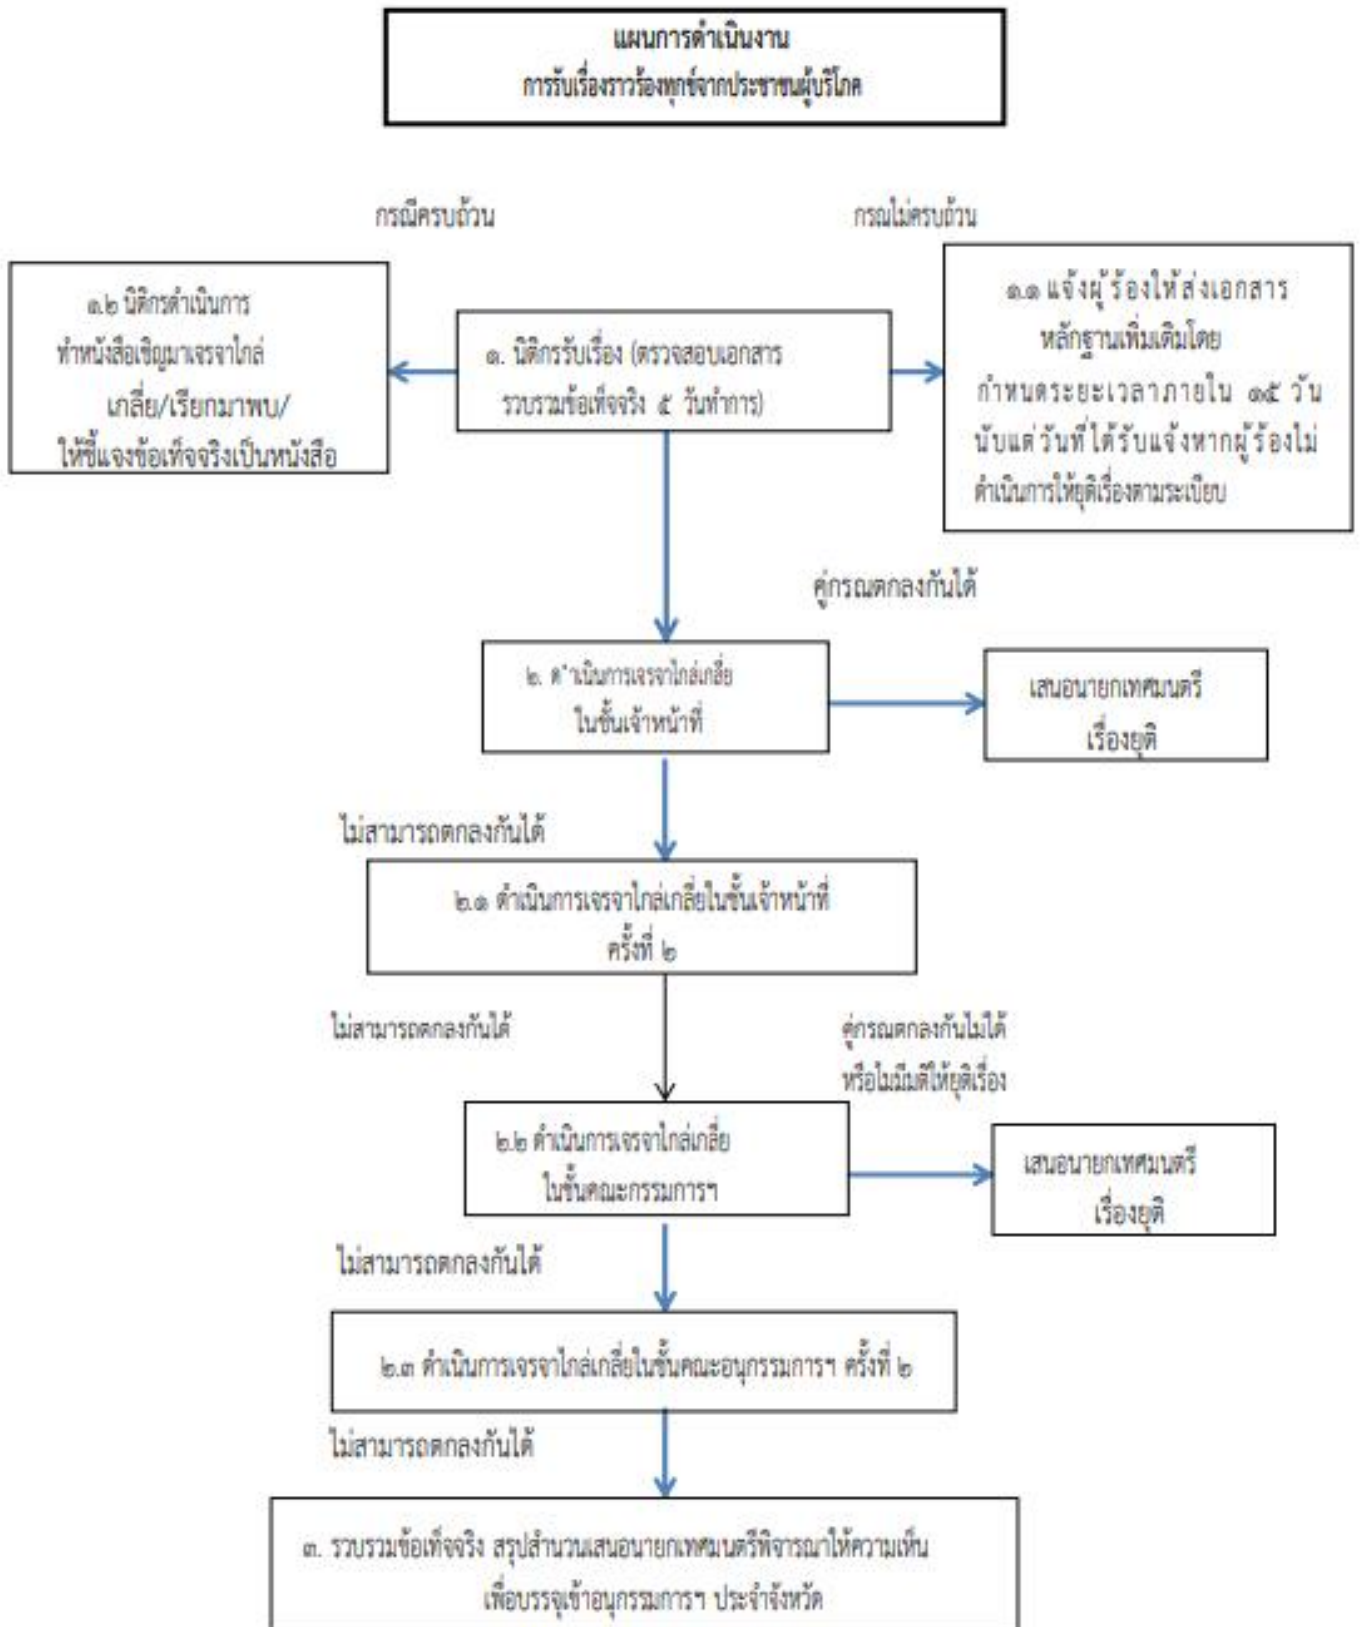 แผนการดำเนินงาน
การรับเรื่องราวร้องทุกข์จากประชาชนผู้บริโภค
กรณีครบถ้วน
กรณไม่ครบถ้วน
๑.๒ นิติกรดำเนินการ
ทำหนังสือเชิญมาเจรจาไกล่
เกลี่ย/เรียกมาพบ/
ให้ชี้แจงข้อเท็จจริงเป็นหนังสือ
๑. นิติกรรับเรื่อง (ตรวจสอบเอกสาร
รวบรวมข้อเท็จจริง ๕ วันทำการ)
๑.๑ แจ้งผู้ร้องให้ส่งเอกสาร
หลักฐานเพิ่มเติมโดย
กำหนดระยะเวลาภายใน ๑๕ วัน
นับแต่วันที่ได้รับแจ้งหากผู้ร้องไม่
ดำเนินการให้ยุติเรื่องตามระเบียบ
คู่กรณตกลงกันได้
๒. ดำเนินการเจรจาไกล่เกลี่ย
ในชั้นเจ้าหน้าที่
เสนอนายกเทศมนตรี
เรื่องยุติ
ไม่สามารถตกลงกันได้
๒.๑ ดำเนินการเจรจาไกล่เกลี่ยในชั้นเจ้าหน้าที่
ครั้งที่ ๒
ไม่สามารถตกลงกันได้
คู่กรณตกลงกันไม่ได้
หรือไมมีมติให้ยุติเรื่อง
๒.๒ ดำเนินการเจรจาไกล่เกลี่ย
ในชั้นคณะกรรมการฯ
เสนอนายกเทศมนตรี
เรื่องยุติ
ไม่สามารถตกลงกันได้
๒.๓ ดำเนินการเจรจาไกล่เกลี่ยในชั้นคณะอนุกรรมการฯ ครั้งที่ ๒
ไม่สามารถตกลงกันได้
๓. รวบรวมข้อเท็จจริง สรุปสำนวนเสนอนายกเทศมนตรีพิจารณาให้ความเห็น
เพื่อบรรจุเข้าอนุกรรมการฯ ประจำจังหวัด